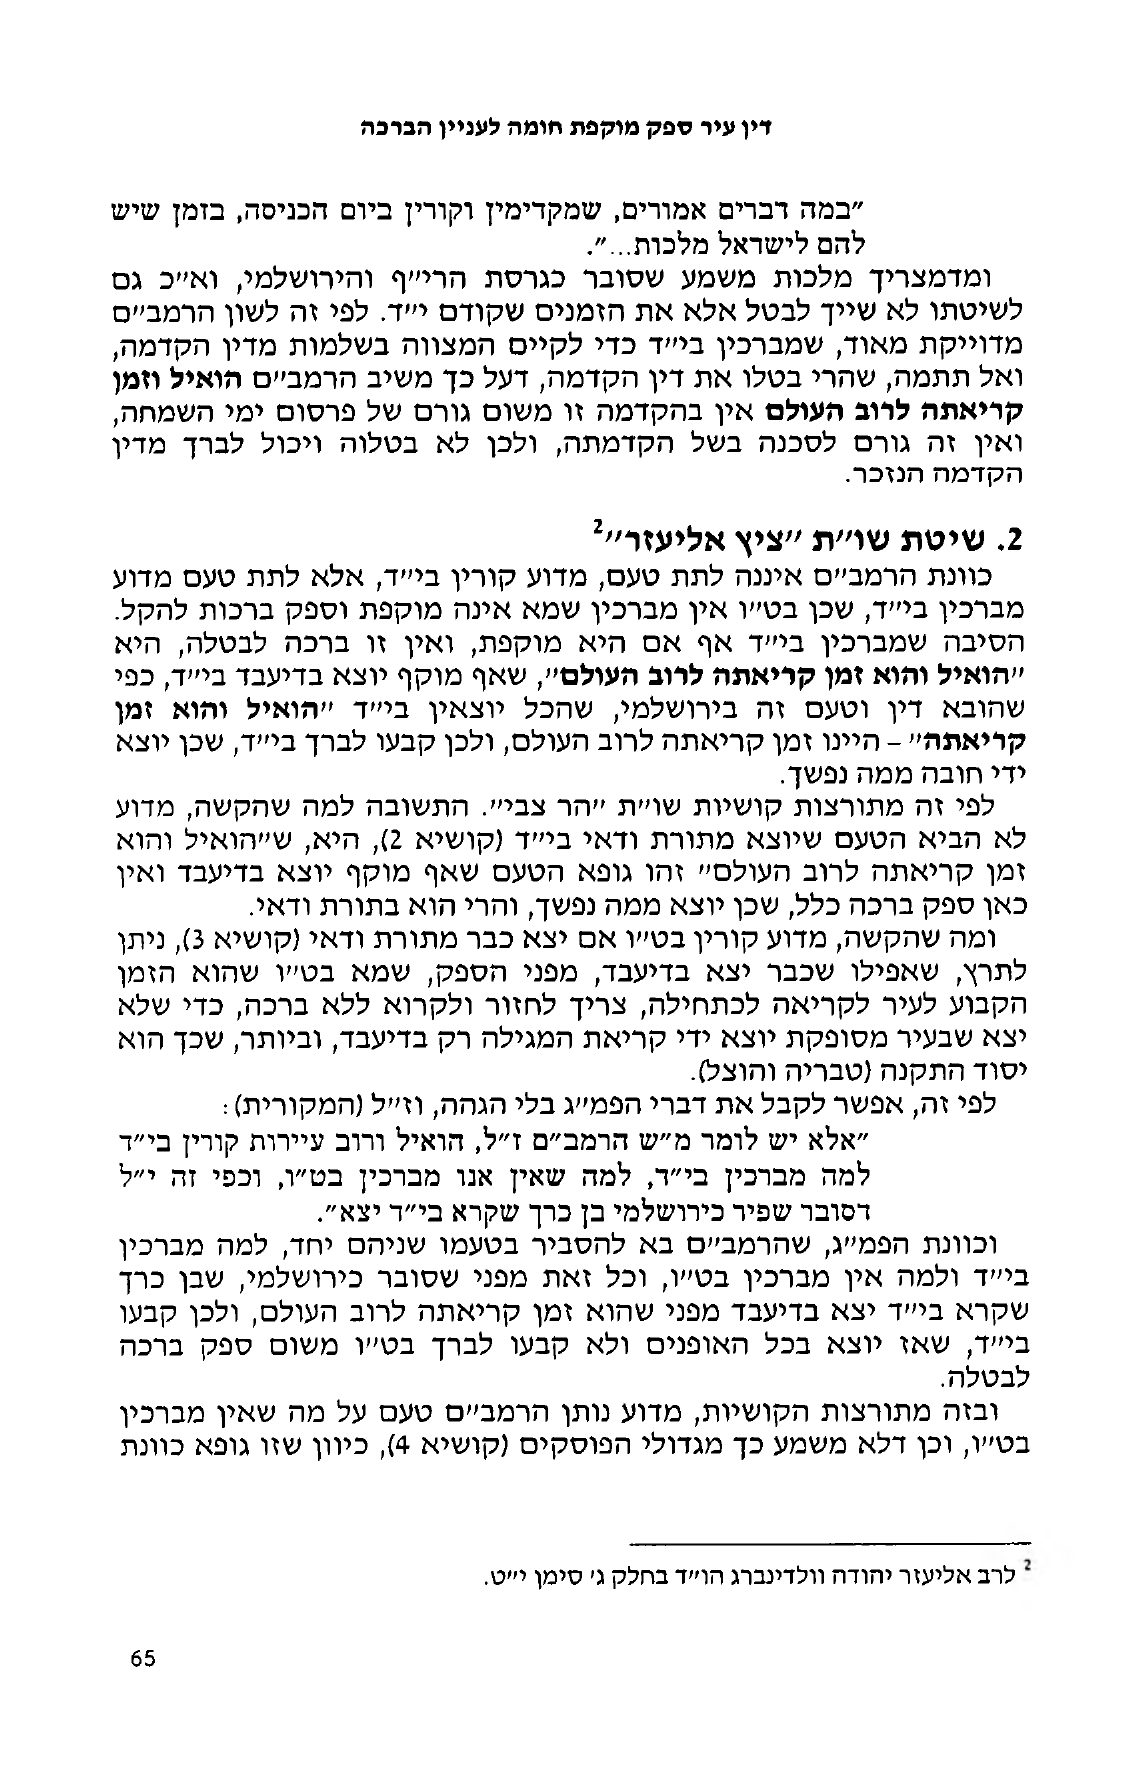 דין עיר ספק מוקפת חומה לעניין הברכה
"במה דברים אמורים, שמקדימין וקורין ביום הכניסה, בזמן שיש
להם לישראל מלכות...".
ומדמצריך מלכות משמע שסובר כגרסת הרי"ף והירושלמי, וא"כ גם
לשיטתו לא שייך לבטל אלא את הזמנים שקודם י"ד. לפי זה לשון הרמב"ם
מדוייקת מאוד, שמברכין בי"ד כדי לקיים המצווה בשלמות מדין הקדמה,
ואל תתמה, שהרי בטלו את דין הקדמה, דעל כך משיב הרמב"ם הואיל וזמן
קריאתה לרוב העולם אין בהקדמה זו משום גורם של פרסום ימי השמחה,
ואין זה גורם לסכנה בשל הקדמתה, ולכן לא בטלוה ויכול לברך מדין
הקדמה הנזכר.
2. שיטת שו"ת "ציץ אליעזר"2
כוונת הרמב"ם איננה לתת טעם, מדוע קורין בי"ד, אלא לתת טעם מדוע
מברכין בי"ד, שכן בט"ו אין מברכין שמא אינה מוקפת וספק ברכות להקל.
הסיבה שמברכין בי"ד אף אם היא מוקפת, ואין זו ברכה לבטלה, היא
"הואיל והוא זמן קריאתה לרוב העולם", שאף מוקף יוצא בדיעבד בי"ד, כפי
שהובא דין וטעם זה בירושלמי, שהכל יוצאין בי"ד "הואיל והוא זמן
קריאתה" – היינו זמן קריאתה לרוב העולם, ולכן קבעו לברך בי"ד, שכן יוצא
ידי חובה ממה נפשך.
לפי זה מתורצות קושיות שו"ת "הר צבי". התשובה למה שהקשה, מדוע
לא הביא הטעם שיוצא מתורת ודאי בי"ד (קושיא 2), היא, ש"הואיל והוא
זמן קריאתה לרוב העולם" זהו גופא הטעם שאף מוקף יוצא בדיעבד ואין
כאן ספק ברכה כלל, שכן יוצא ממה נפשך, והרי הוא בתורת ודאי.
ומה שהקשה, מדוע קורין בט"ו אם יצא כבר מתורת ודאי (קושיא 3), ניתן
לתרץ, שאפילו שכבר יצא בדיעבד, מפני הספק, שמא בט"ו שהוא הזמן
הקבוע לעיר לקריאה לכתחילה, צריך לחזור ולקרוא ללא ברכה, כדי שלא
יצא שבעיר מסופקת יוצא ידי קריאת המגילה רק בדיעבד, וביותר, שכך הוא
יסוד התקנה (טבריה והוצל).
לפי זה, אפשר לקבל את דברי הפמ"ג בלי הגהה, וז"ל (המקורית):
"אלא יש לומר מ"ש הרמב"ם ז"ל, הואיל ורוב עיירות קורין בי"ד
למה מברכין בי"ד, למה שאין אנו מברכין בט"ו, וכפי זה י"ל
דסובר שפיר כירושלמי בן כרך שקרא בי"ד יצא".
וכוונת הפמ"ג, שהרמב"ם בא להסביר בטעמו שניהם יחד, למה מברכין
בי"ד ולמה אין מברכין בט"ו, וכל זאת מפני שסובר כירושלמי, שבן כרך
שקרא בי"ד יצא בדיעבד מפני שהוא זמן קריאתה לרוב העולם, ולכן קבעו
בי"ד, שאז יוצא בכל האופנים ולא קבעו לברך בט"ו משום ספק ברכה
לבטלה.
ובזה מתורצות הקושיות, מדוע נותן הרמב"ם טעם על מה שאין מברכין
בט"ו, וכן דלא משמע כך מגדולי הפוסקים (קושיא 4), כיוון שזו גופא כוונת
2 לרב אליעזר יהודה וולדינברג הו"ד בחלק ג' סימן י"ט.
65